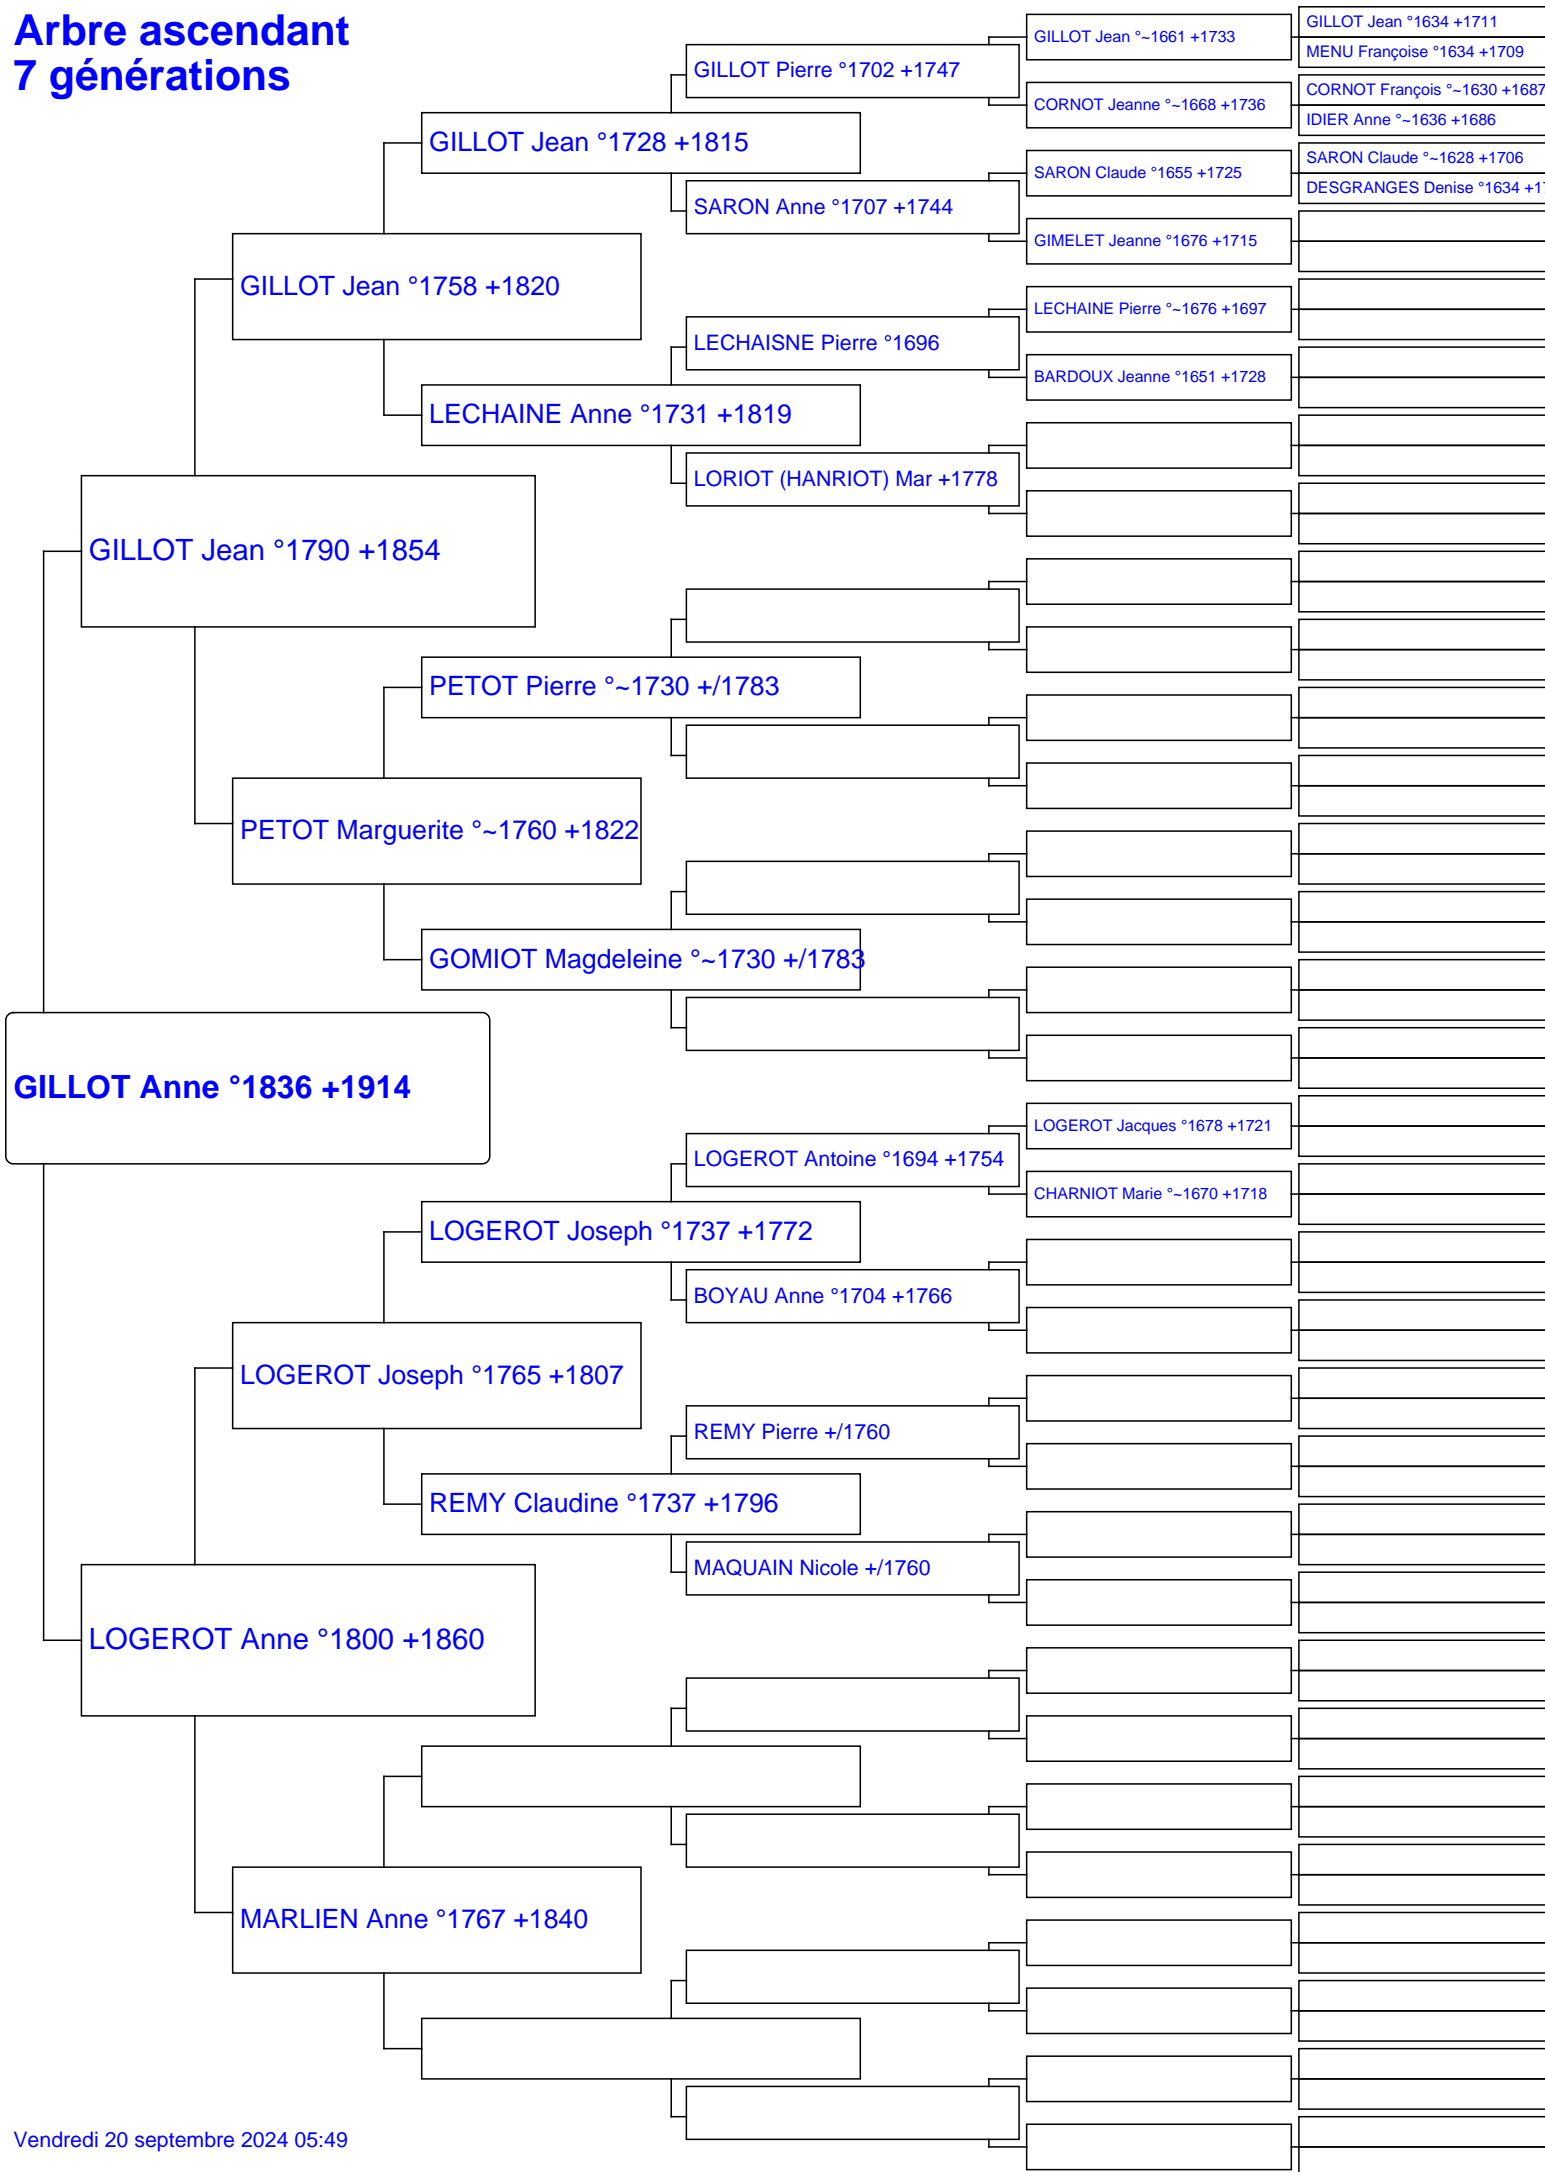 Arbre ascendant
7 générations
GILLOT Anne °1836 +1914
GILLOT Jean °1790 +1854
LOGEROT Anne °1800 +1860
GILLOT Jean °1758 +1820
PETOT Marguerite °~1760 +1822
LOGEROT Joseph °1765 +1807
MARLIEN Anne °1767 +1840
GILLOT Jean °1728 +1815
LECHAINE Anne °1731 +1819
PETOT Pierre °~1730 +/1783
GOMIOT Magdeleine °~1730 +/1783
LOGEROT Joseph °1737 +1772
REMY Claudine °1737 +1796
GILLOT Pierre °1702 +1747
SARON Anne °1707 +1744
LECHAISNE Pierre °1696
LORIOT (HANRIOT) Mar +1778
LOGEROT Antoine °1694 +1754
BOYAU Anne °1704 +1766
REMY Pierre +/1760
MAQUAIN Nicole +/1760
GILLOT Jean °~1661 +1733
CORNOT Jeanne °~1668 +1736
SARON Claude °1655 +1725
GIMELET Jeanne °1676 +1715
LECHAINE Pierre °~1676 +1697
BARDOUX Jeanne °1651 +1728
LOGEROT Jacques °1678 +1721
CHARNIOT Marie °~1670 +1718
GILLOT Jean °1634 +1711
MENU Françoise °1634 +1709
CORNOT François °~1630 +1687
IDIER Anne °~1636 +1686
SARON Claude °~1628 +1706
DESGRANGES Denise °1634
Vendredi 20 septembre 2024 05:49